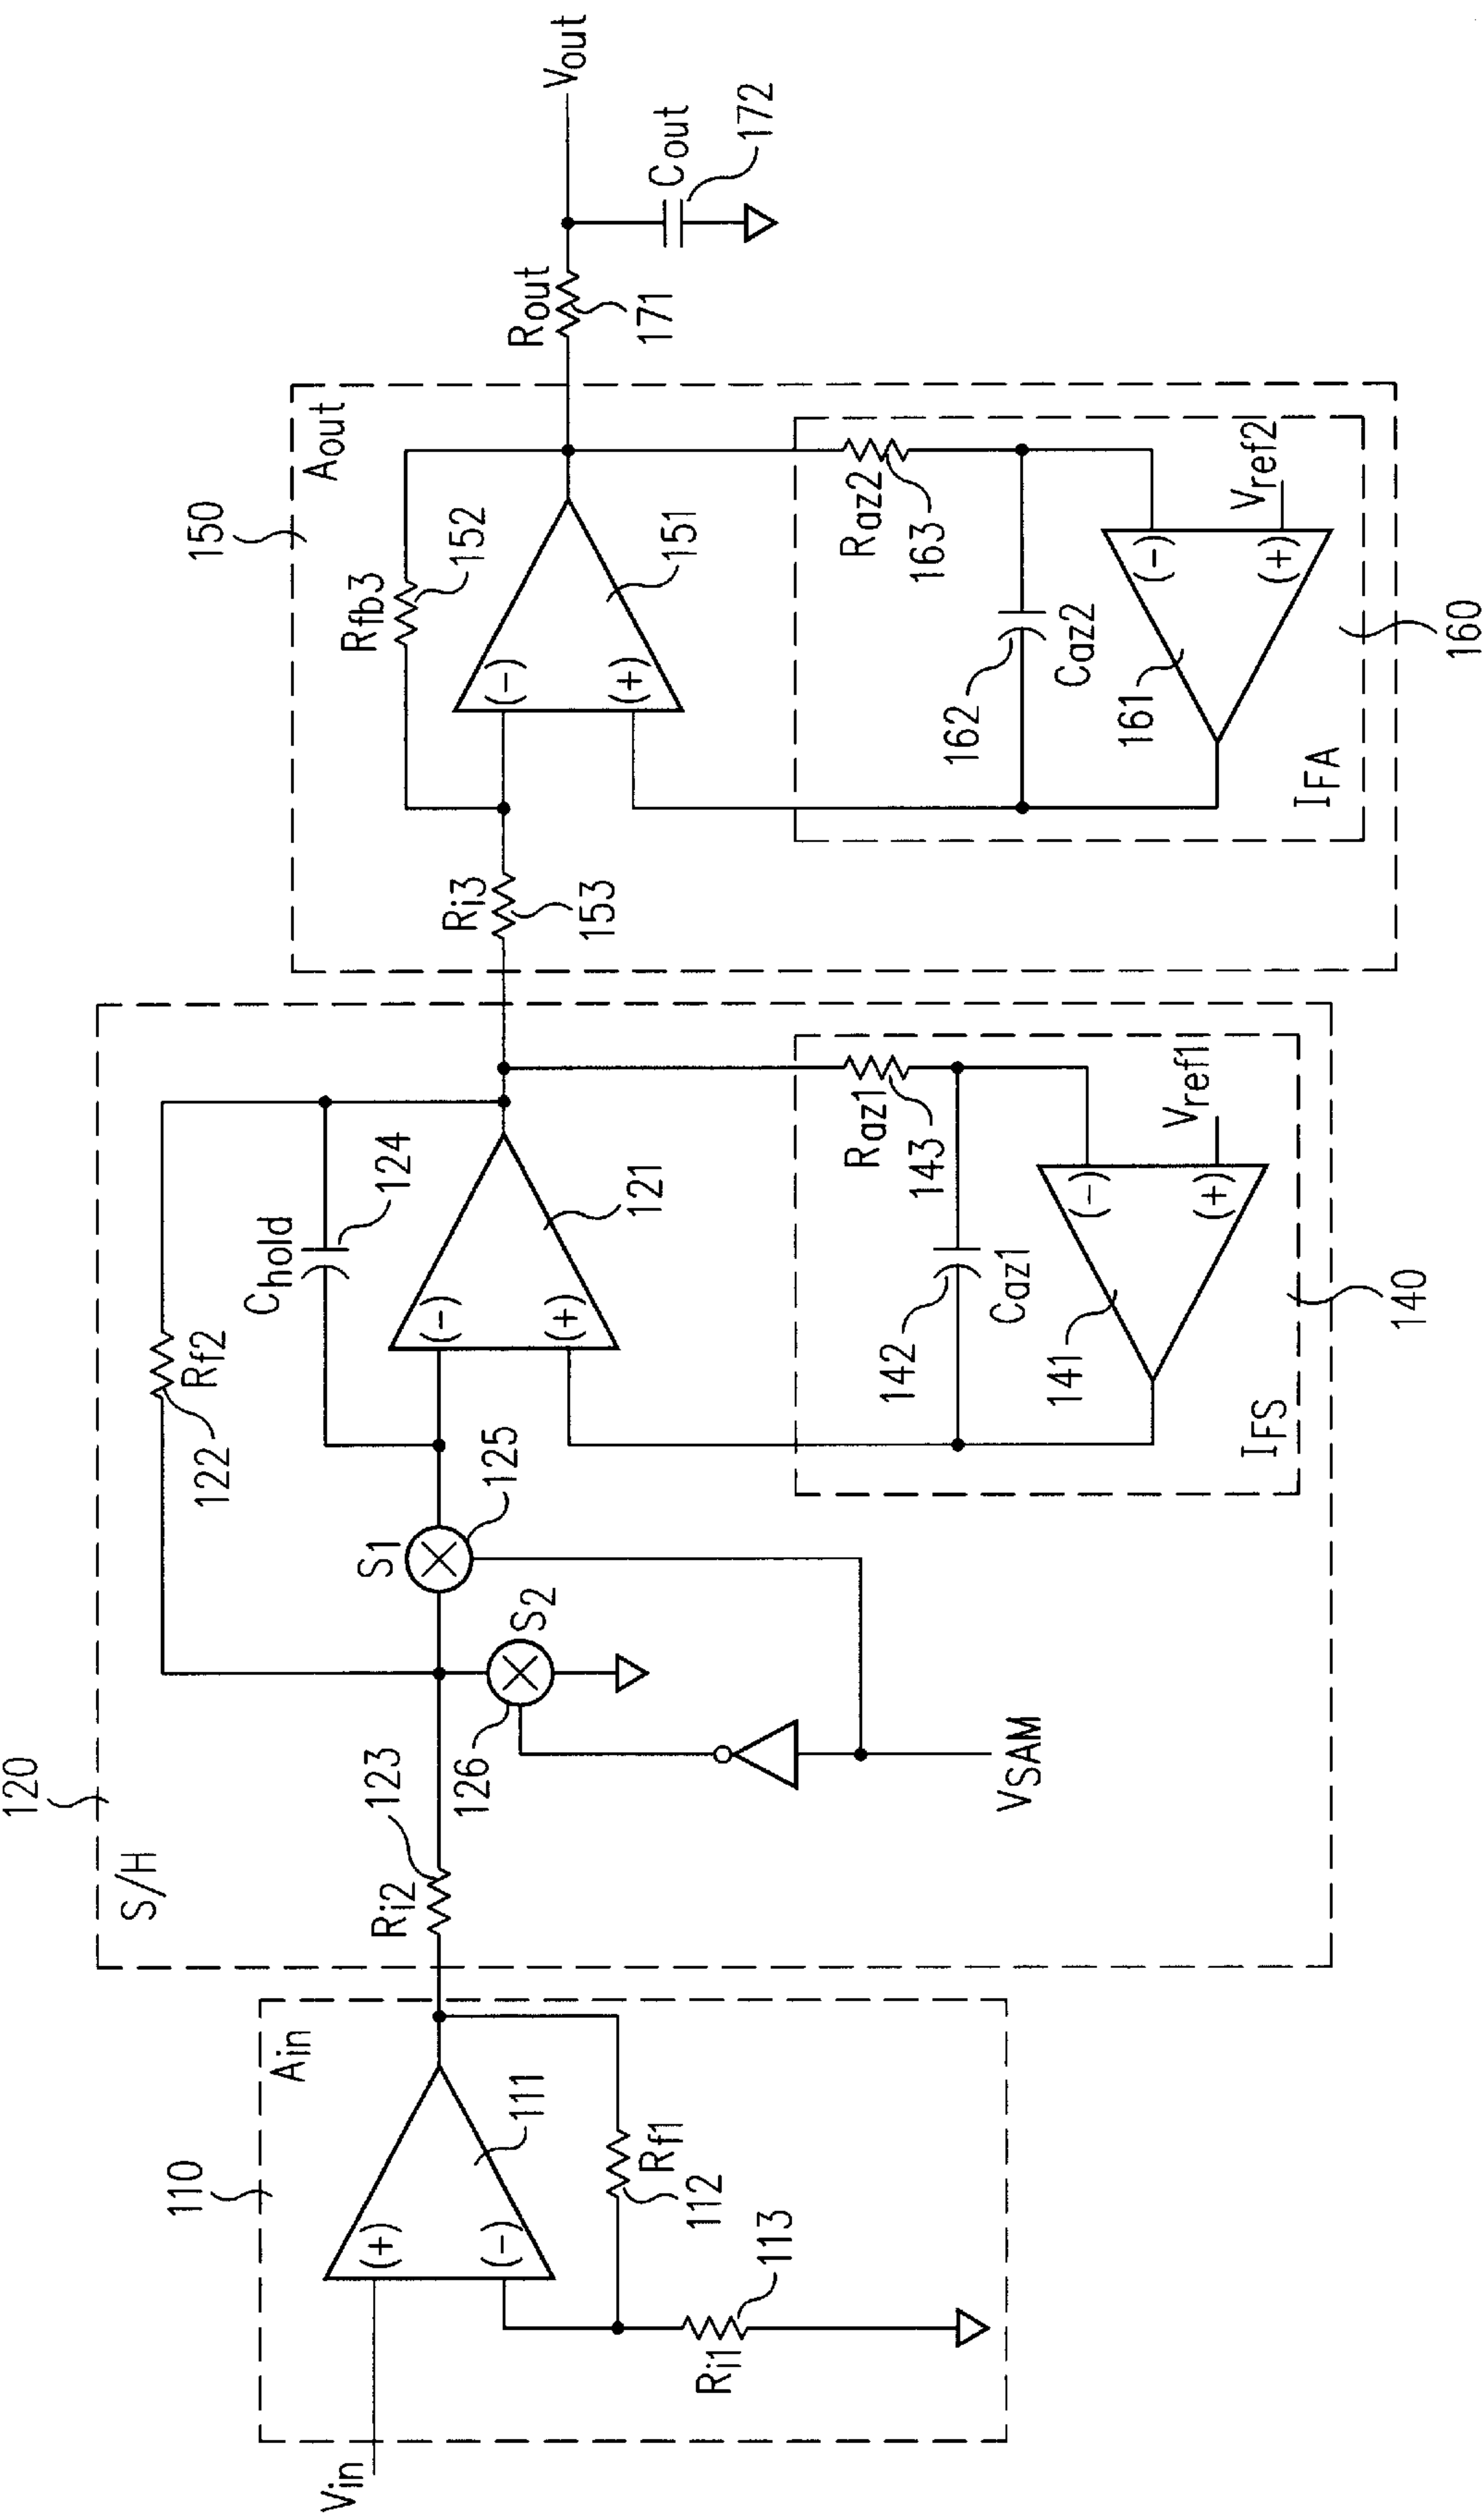 110
Ain
Vin
(+)
(-)
111
Rf1
112
Ri1
113
120
S/H
Ri2
123
Rf2
122
Chold
124
S1
125
S2
126
VSAM
(-)
(+)
121
Raz1
143
142
Caz1
141
(-)
(+)
Vref1
IFS
140
150
Aout
Ri3
153
Rfb3
152
(-)
(+)
151
Raz2
163
162
Caz2
161
(-)
(+)
Vref2
IFA
160
Rout
171
Cout
172
Vout